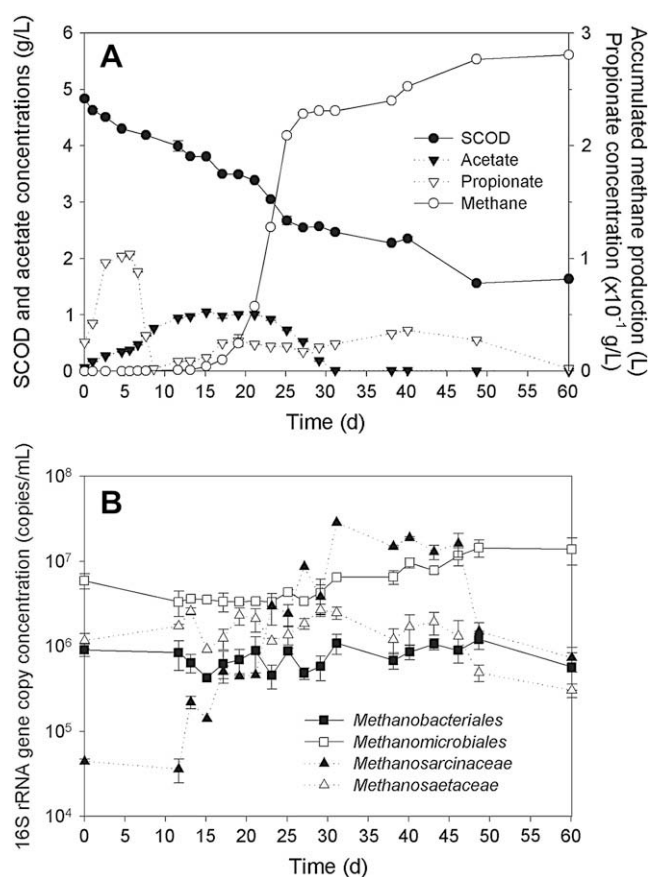 A
SCOD and acetate concentrations (g/L)
6
5
4
3
2
1
0
3
2
1
0
Accumulated methane production (L)
Propionate concentration (x10⁻¹ g/L)
SCOD
Acetate
Propionate
Methane
0 5 10 15 20 25 30 35 40 45 50 55 60
Time (d)
B
16S rRNA gene copy concentration (copies/mL)
10⁸
10⁷
10⁶
10⁵
10⁴
Methanobacteriales
Methanomicrobiales
Methanosarcinaceae
Methanosaetaceae
0 5 10 15 20 25 30 35 40 45 50 55 60
Time (d)